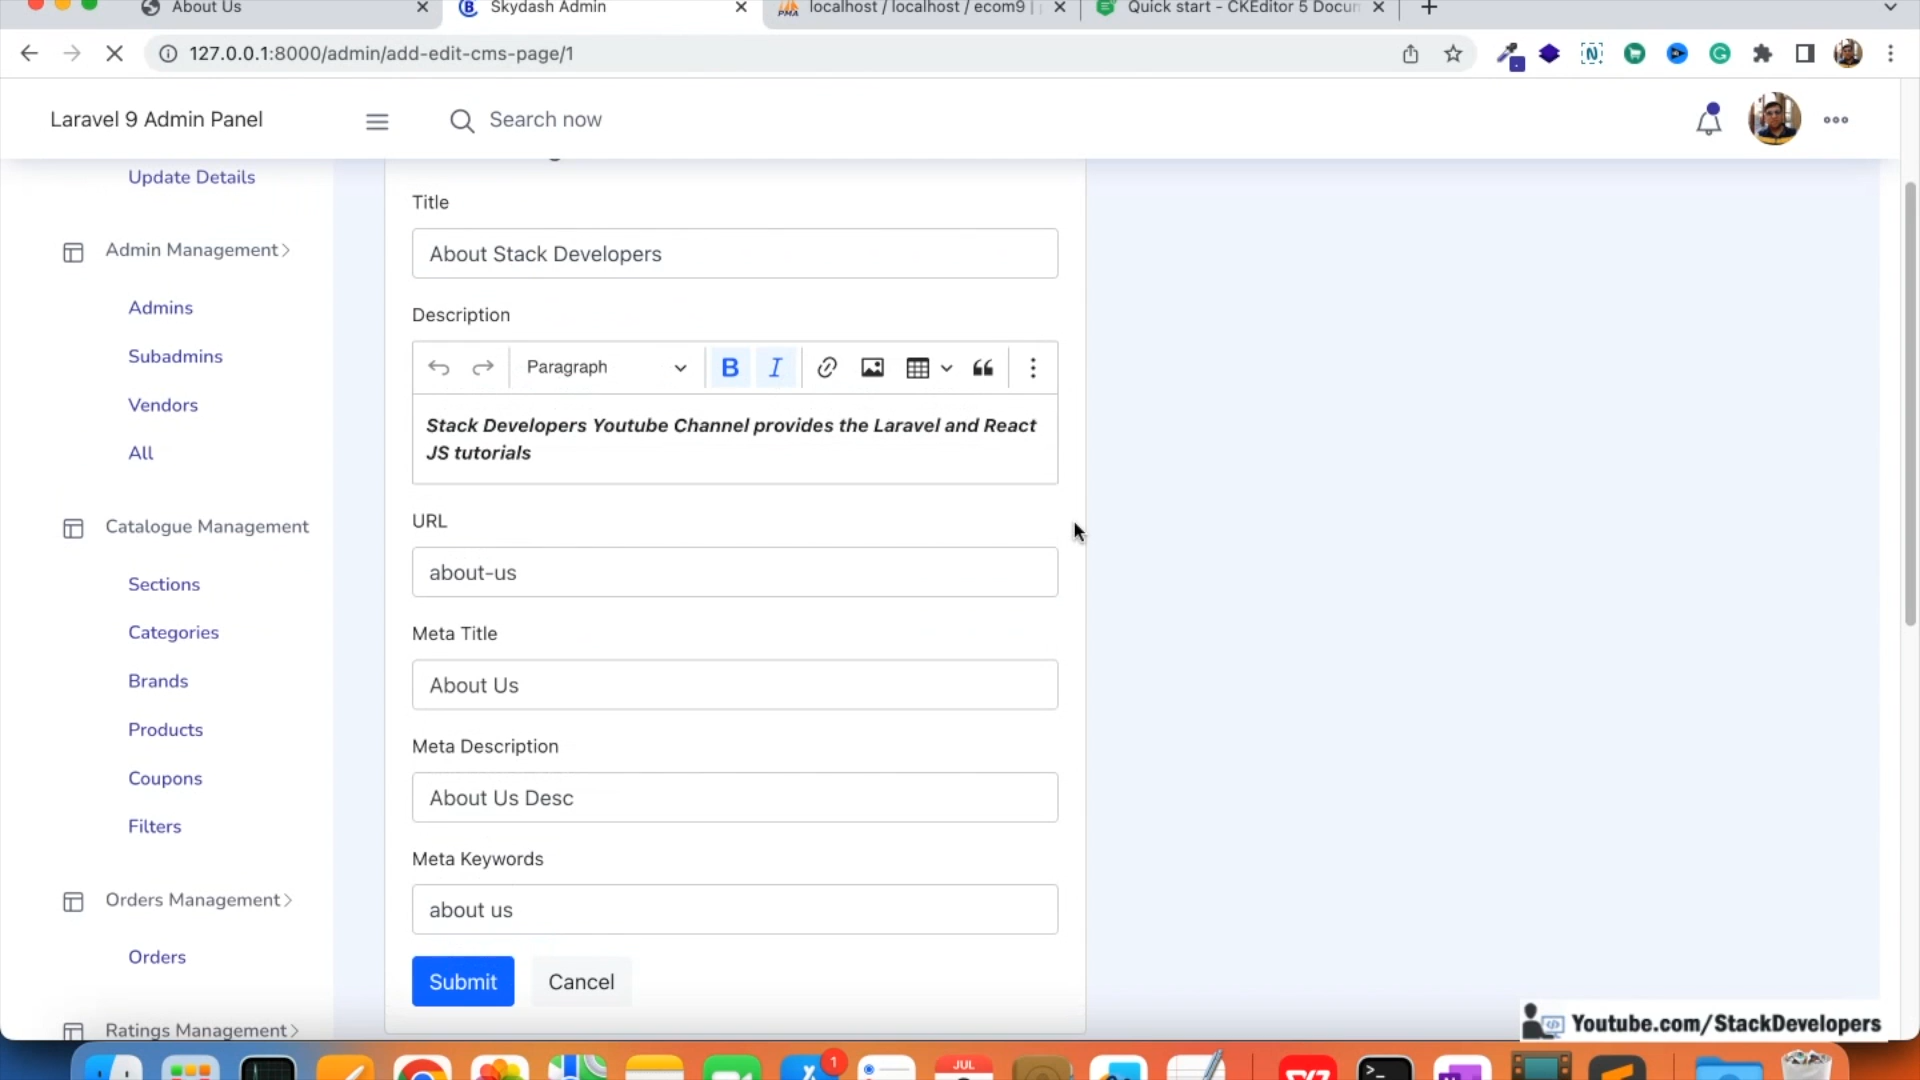 About Us
Skydash Admin
localhost / localhost / ecom9 |
Quick start - CKEditor 5 Docum
127.0.0.1:8000/admin/add-edit-cms-page/1
Laravel 9 Admin Panel
Search now
Update Details
Admin Management
Admins
Subadmins
Vendors
All
Catalogue Management
Sections
Categories
Brands
Products
Coupons
Filters
Orders Management
Orders
Ratings Management
Title
About Stack Developers
Description
Paragraph
B I
Stack Developers Youtube Channel provides the Laravel and React
JS tutorials
URL
about-us
Meta Title
About Us
Meta Description
About Us Desc
Meta Keywords
about us
Submit
Cancel
Youtube.com/StackDevelopers
1
JUL